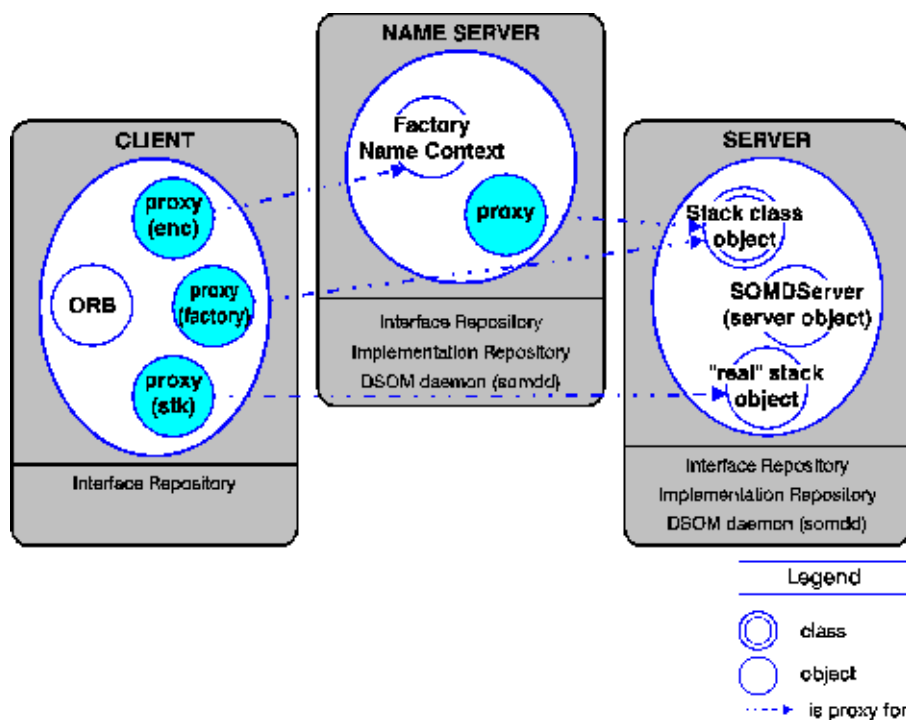 NAME SERVER
Factory
Name Context
proxy
Interface Repository
Implementation Repository
DSOM daemon (somdd)
CLIENT
proxy
(enc)
ORB
proxy
(factory)
proxy
(stk)
Interface Repository
SERVER
Stack class
object
SOMDServer
(server object)
"real" stack
object
Interface Repository
Implementation Repository
DSOM daemon (somdd)
Legend
class
object
is proxy for